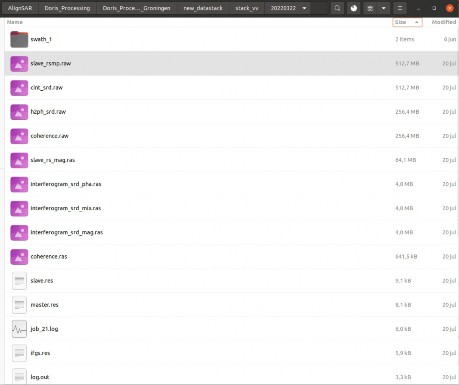 AlignSAR Doris_Processing Doris_Proce..._Groningen new_datastack stack_vv 20220322
Name Size Modified
swath_1 2 items 6 Jun
slave_rsmp.raw 512,7 MB 20 Jul
cint_srd.raw 512,7 MB 20 Jul
h2ph_srd.raw 256,4 MB 20 Jul
coherence.raw 256,4 MB 20 Jul
slave_rs_mag.ras 64,1 MB 20 Jul
interferogram_srd_pha.ras 4,0 MB 20 Jul
interferogram_srd_mix.ras 4,0 MB 20 Jul
interferogram_srd_mag.ras 4,0 MB 20 Jul
coherence.ras 641,5 kB 20 Jul
slave.res 9,1 kB 20 Jul
master.res 8,1 kB 20 Jul
job_21.log 6,0 kB 20 Jul
ifgs.res 5,9 kB 20 Jul
log.out 3,3 kB 20 Jul